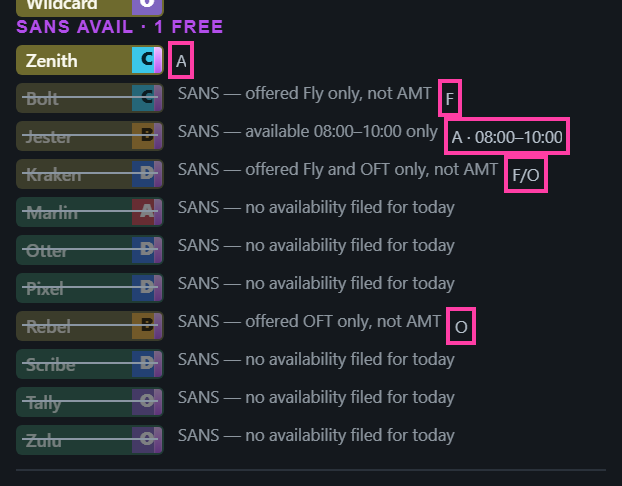 Wildcard O
SANS AVAIL · 1 FREE
Zenith C A
Bolt C SANS — offered Fly only, not AMT F
Jester B SANS — available 08:00–10:00 only A · 08:00–10:00
Kraken D SANS — offered Fly and OFT only, not AMT F/O
Marlin A SANS — no availability filed for today
Otter D SANS — no availability filed for today
Pixel D SANS — no availability filed for today
Rebel B SANS — offered OFT only, not AMT O
Scribe D SANS — no availability filed for today
Tally O SANS — no availability filed for today
Zulu O SANS — no availability filed for today